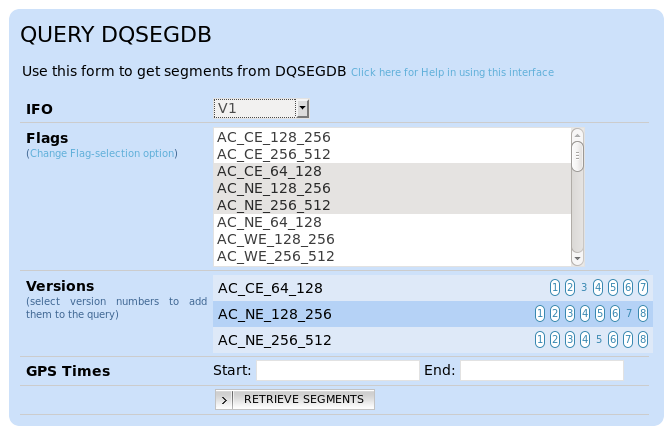 QUERY DQSEGDB
Use this form to get segments from DQSEGDB Click here for Help in using this interface
IFO V1
Flags
(Change Flag-selection option)
AC_CE_128_256
AC_CE_256_512
AC_CE_64_128
AC_NE_128_256
AC_NE_256_512
AC_NE_64_128
AC_WE_128_256
AC_WE_256_512
Versions
(select version numbers to add
them to the query)
AC_CE_64_128 1 2 3 4 5 6 7
AC_NE_128_256 1 2 3 4 5 6 7 8
AC_NE_256_512 1 2 3 4 5 6 7 8
GPS Times Start: End:
RETRIEVE SEGMENTS